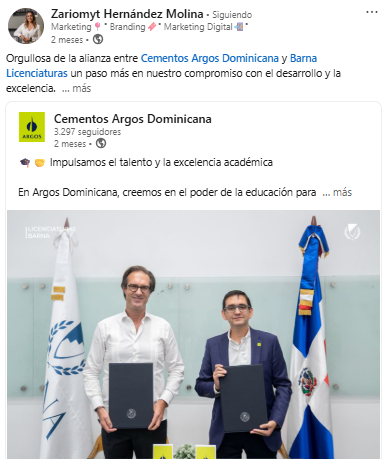 Zariomyt Hernández Molina • Siguiendo
Marketing 📍* Branding 🖍️* Marketing Digital 📲* ...
2 meses •
Orgullosa de la alianza entre Cementos Argos Dominicana y Barna
Licenciaturas un paso más en nuestro compromiso con el desarrollo y la
excelencia. ... más
ARGOS
Cementos Argos Dominicana
3.297 seguidores
2 meses •
🎓 🤝 Impulsamos el talento y la excelencia académica
En Argos Dominicana, creemos en el poder de la educación para ... más
LICENCIATURAS
BARNA
NA